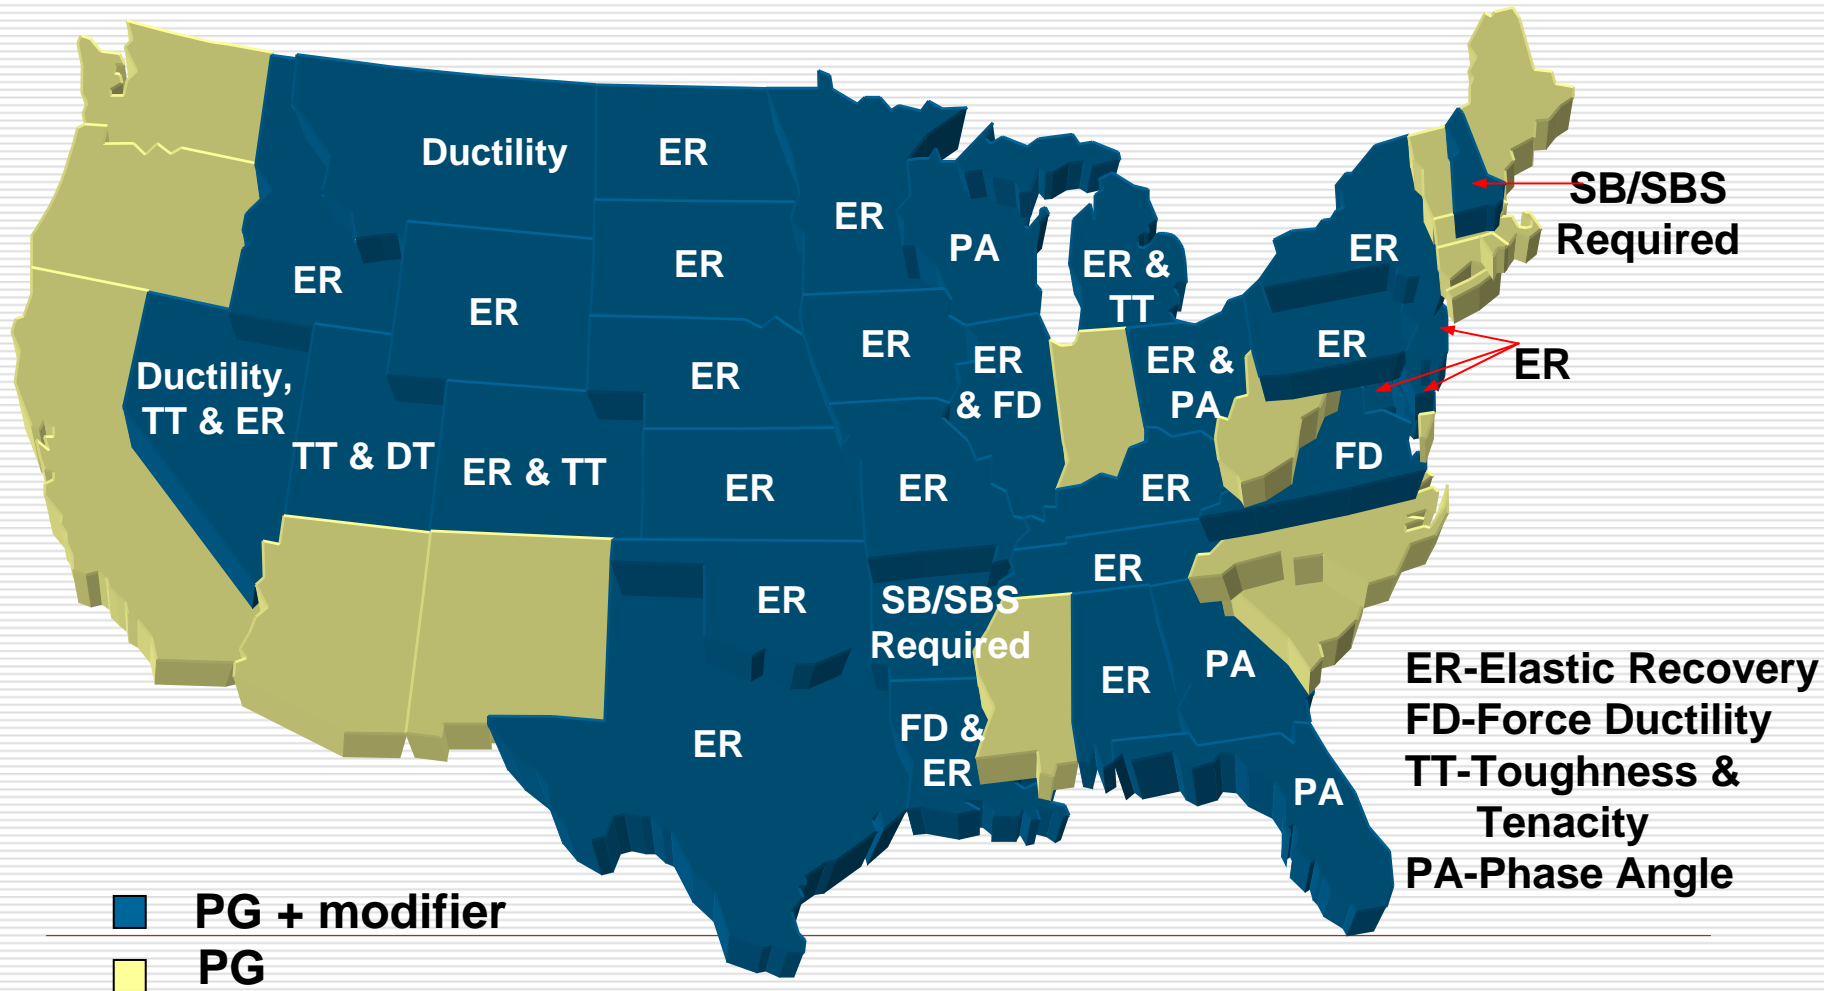 Ductility
ER
ER
PA
ER &
TT
ER
SB/SBS
Required
ER
ER
ER
Ductility,
TT & ER
ER
ER
ER
& FD
ER &
PA
ER
ER
TT & DT
ER & TT
ER
ER
ER
FD
ER
SB/SBS
Required
ER
ER
FD &
ER
ER
PA
PA
ER-Elastic Recovery
FD-Force Ductility
TT-Toughness &
Tenacity
PA-Phase Angle
PG + modifier
PG